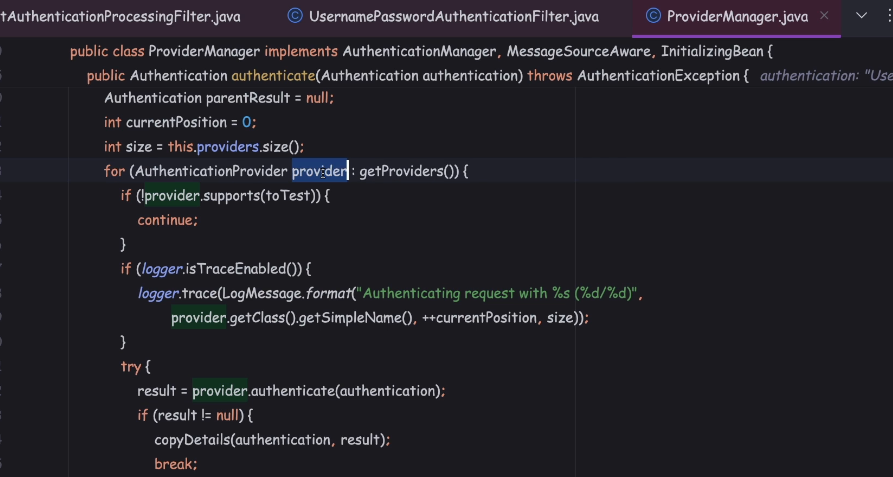 tAuthenticationProcessingFilter.java
UsernamePasswordAuthenticationFilter.java
ProviderManager.java
public class ProviderManager implements AuthenticationManager, MessageSourceAware, InitializingBean {
public Authentication authenticate(Authentication authentication) throws AuthenticationException { authentication: "Use
Authentication parentResult = null;
int currentPosition = 0;
int size = this.providers.size();
for (AuthenticationProvider provider : getProviders()) {
if (!provider.supports(toTest)) {
continue;
}
if (logger.isTraceEnabled()) {
logger.trace(LogMessage.format("Authenticating request with %s (%d/%d)",
provider.getClass().getSimpleName(), ++currentPosition, size));
}
try {
result = provider.authenticate(authentication);
if (result != null) {
copyDetails(authentication, result);
break;